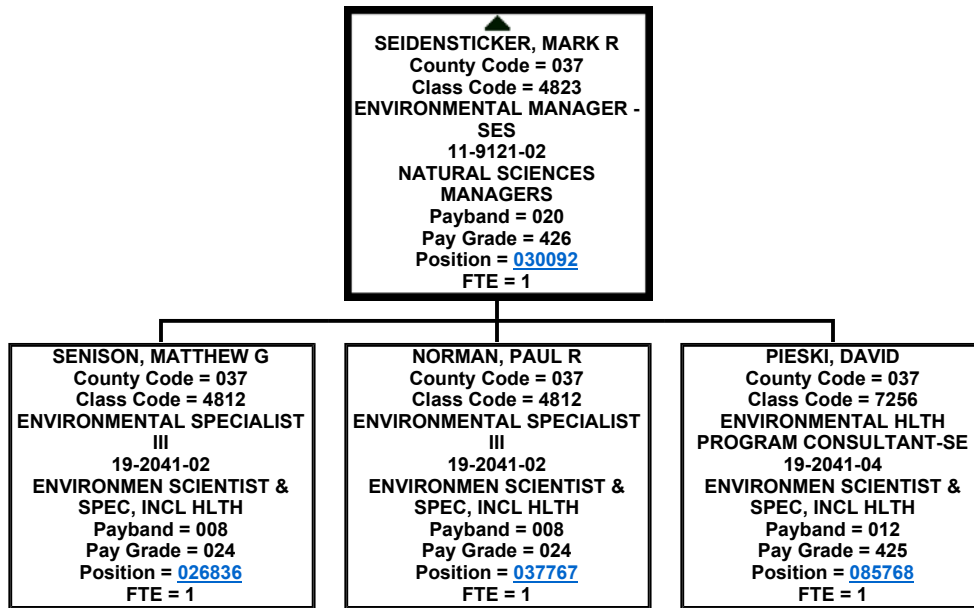 SEIDENSTICKER, MARK R
County Code = 037
Class Code = 4823
ENVIRONMENTAL MANAGER -
SES
11-9121-02
NATURAL SCIENCES
MANAGERS
Payband = 020
Pay Grade = 426
Position = 030092
FTE = 1
SENISON, MATTHEW G
County Code = 037
Class Code = 4812
ENVIRONMENTAL SPECIALIST
III
19-2041-02
ENVIRONMEN SCIENTIST &
SPEC, INCL HLTH
Payband = 008
Pay Grade = 024
Position = 026836
FTE = 1
NORMAN, PAUL R
County Code = 037
Class Code = 4812
ENVIRONMENTAL SPECIALIST
III
19-2041-02
ENVIRONMEN SCIENTIST &
SPEC, INCL HLTH
Payband = 008
Pay Grade = 024
Position = 037767
FTE = 1
PIESKI, DAVID
County Code = 037
Class Code = 7256
ENVIRONMENTAL HLTH
PROGRAM CONSULTANT-SE
19-2041-04
ENVIRONMEN SCIENTIST &
SPEC, INCL HLTH
Payband = 012
Pay Grade = 425
Position = 085768
FTE = 1